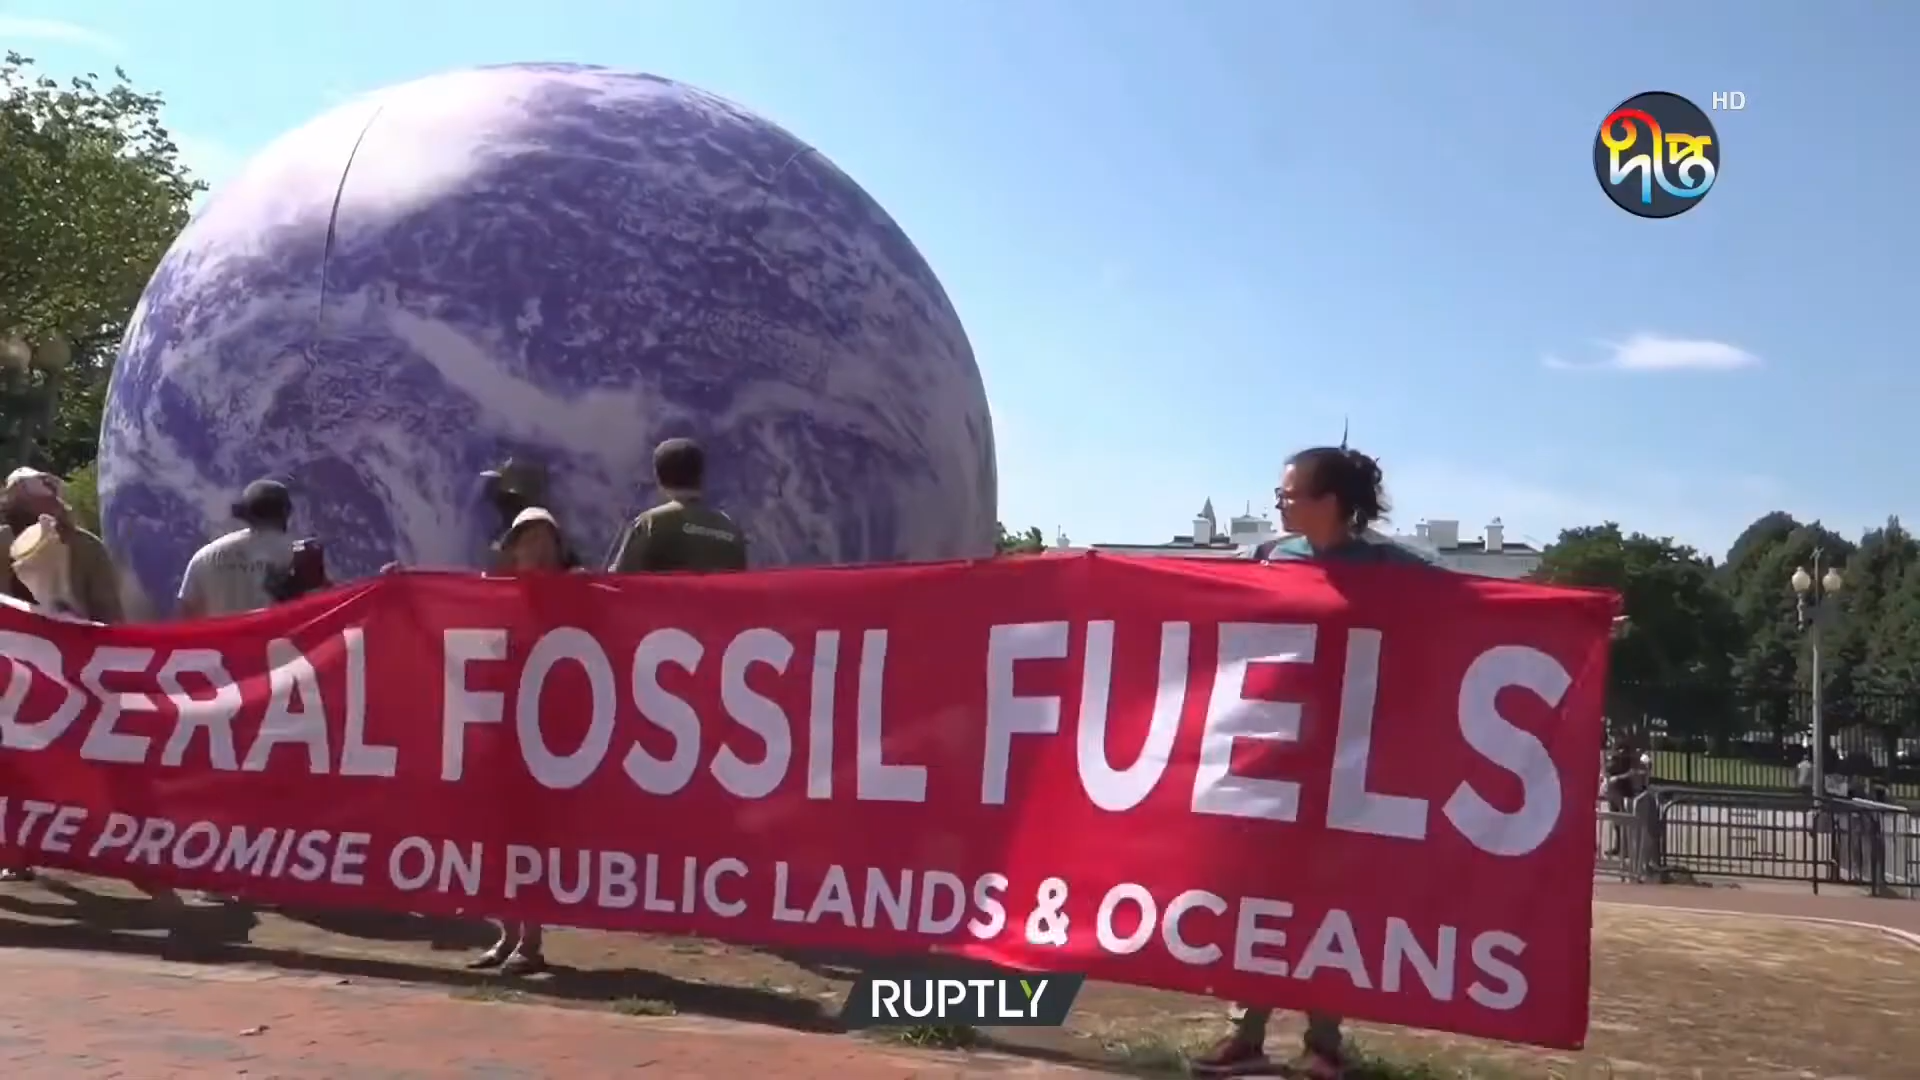 HD
দীপ্ত
DERAL FOSSIL FUELS
ATE PROMISE ON PUBLIC LANDS & OCEANS
RUPTLY